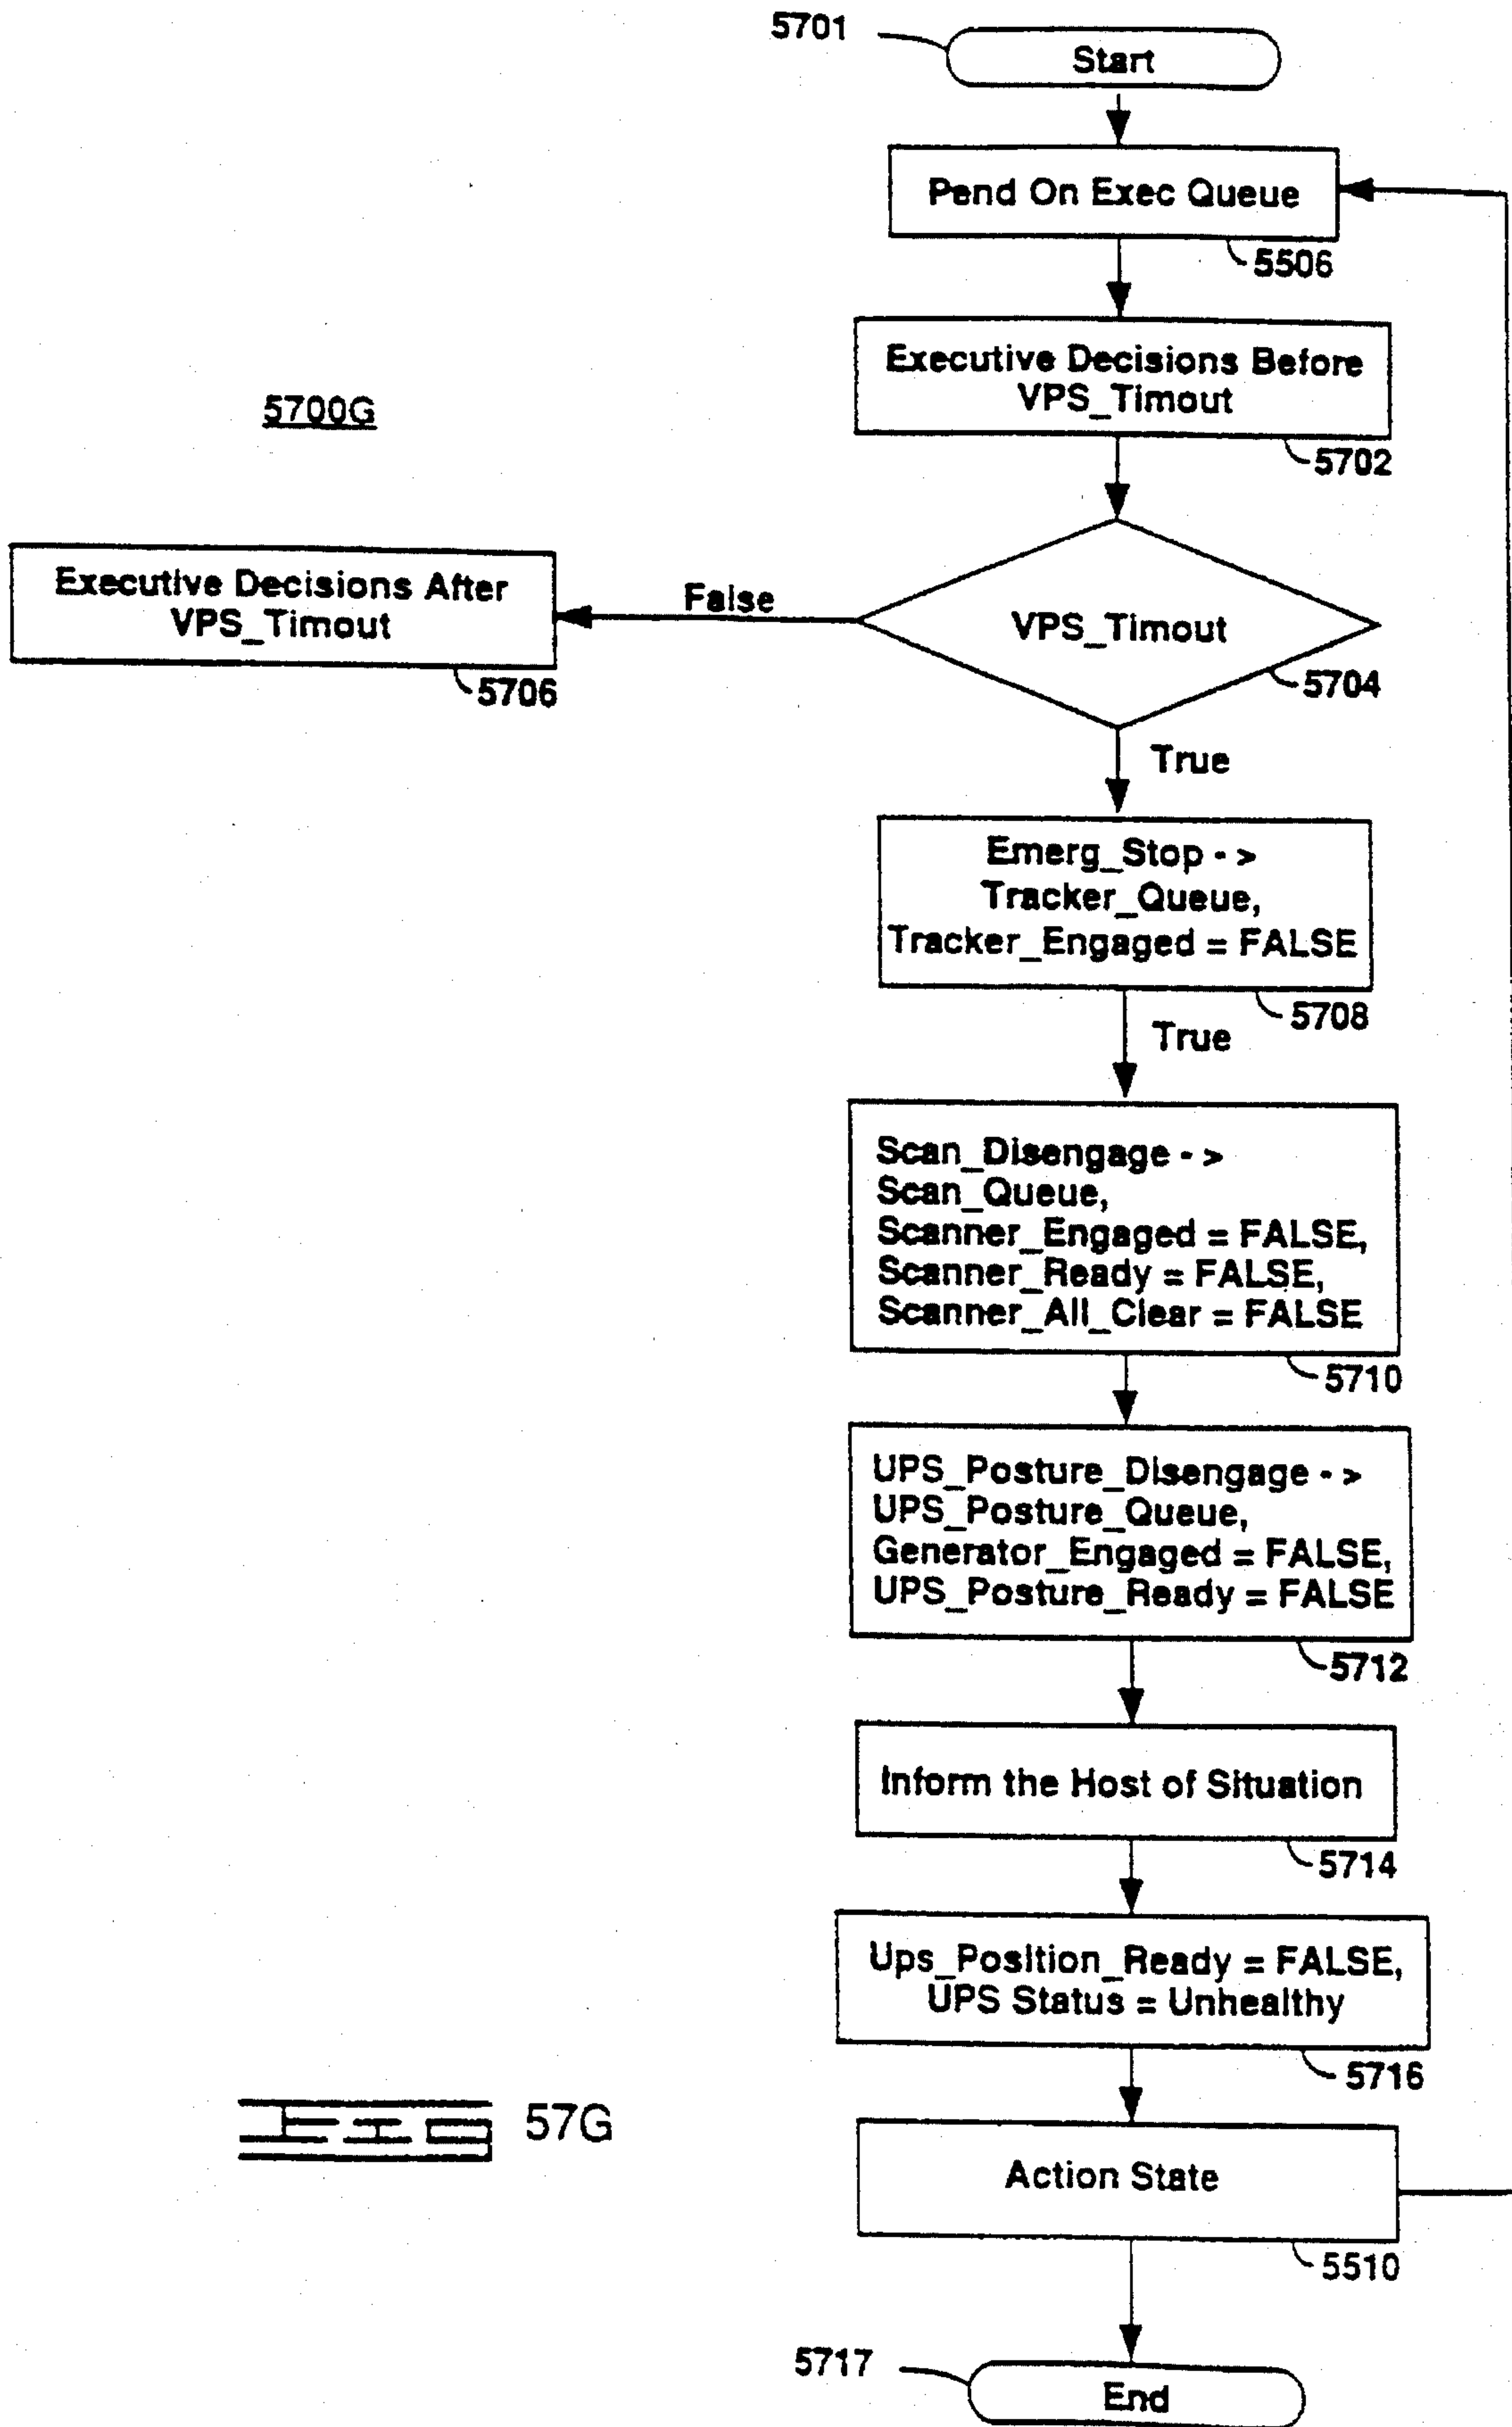 5701
Start
Pend On Exec Queue
5506
Executive Decisions Before
VPS_Timout
5702
5700G
Executive Decisions After
VPS_Timout
5706
False
VPS_Timout
5704
True
Emerg_Stop - >
Tracker_Queue,
Tracker_Engaged = FALSE
5708
True
Scan_Disengage - >
Scan_Queue,
Scanner_Engaged = FALSE,
Scanner_Ready = FALSE,
Scanner_All_Clear = FALSE
5710
UPS_Posture_Disengage - >
UPS_Posture_Queue,
Generator_Engaged = FALSE,
UPS_Posture_Ready = FALSE
5712
Inform the Host of Situation
5714
Ups_Position_Ready = FALSE,
UPS Status = Unhealthy
5716
FIG 57G
Action State
5510
5717
End